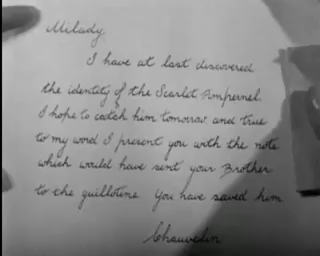 Milady,
I have at last discovered
the identity of the Scarlet Pimpernel.
I hope to catch him tomorrow, and true
to my word I present you with the note
which would have sent your Brother
to the guillotine. You have saved him
Chauvelin